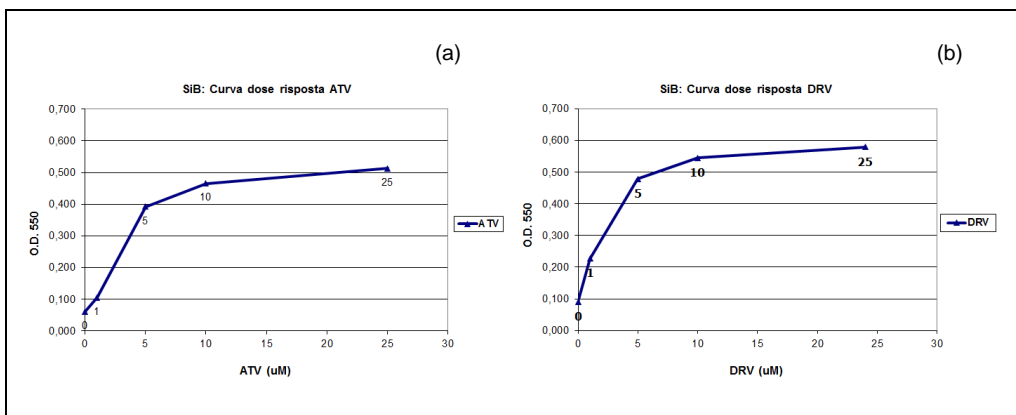 (a)
SiB: Curva dose risposta ATV
0,700
0,600
0,500
0,400
0,300
0,200
0,100
0,000
O.D. 550
0
1
5
10
25
0 5 10 15 20 25 30
ATV (uM)
ATV
(b)
SiB: Curva dose risposta DRV
0,700
0,600
0,500
0,400
0,300
0,200
0,100
0,000
O.D. 550
0
1
5
10
25
0 5 10 15 20 25 30
DRV (uM)
DRV